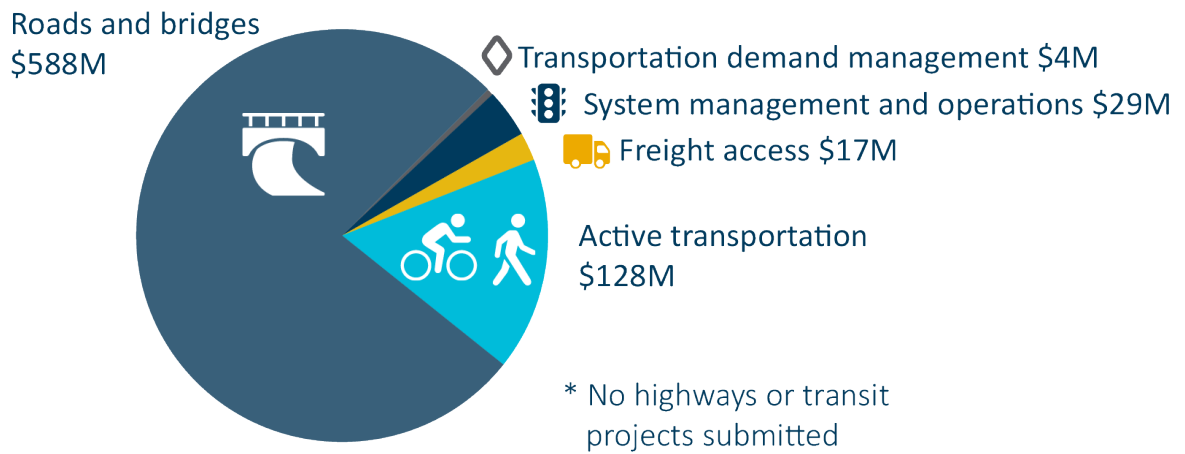 Roads and bridges
$588M
Transportation demand management $4M
System management and operations $29M
Freight access $17M
Active transportation
$128M
* No highways or transit
projects submitted